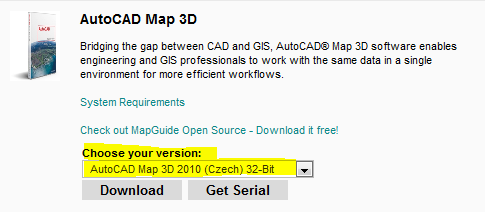 AutoCAD Map 3D
Bridging the gap between CAD and GIS, AutoCAD® Map 3D software enables
engineering and GIS professionals to work with the same data in a single
environment for more efficient workflows.
System Requirements
Check out MapGuide Open Source - Download it free!
Choose your version:
AutoCAD Map 3D 2010 (Czech) 32-Bit
Download Get Serial